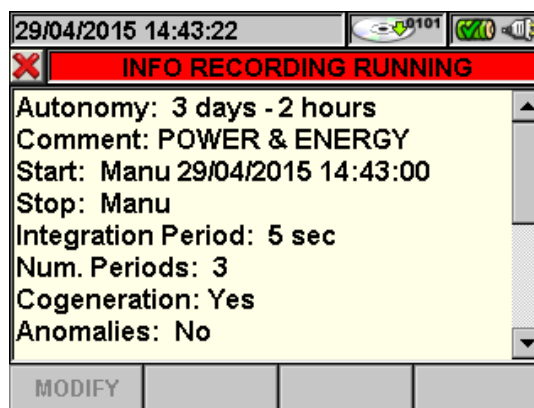 29/04/2015 14:43:22
0101
INFO RECORDING RUNNING
Autonomy: 3 days - 2 hours
Comment: POWER & ENERGY
Start: Manu 29/04/2015 14:43:00
Stop: Manu
Integration Period: 5 sec
Num. Periods: 3
Cogeneration: Yes
Anomalies: No
MODIFY